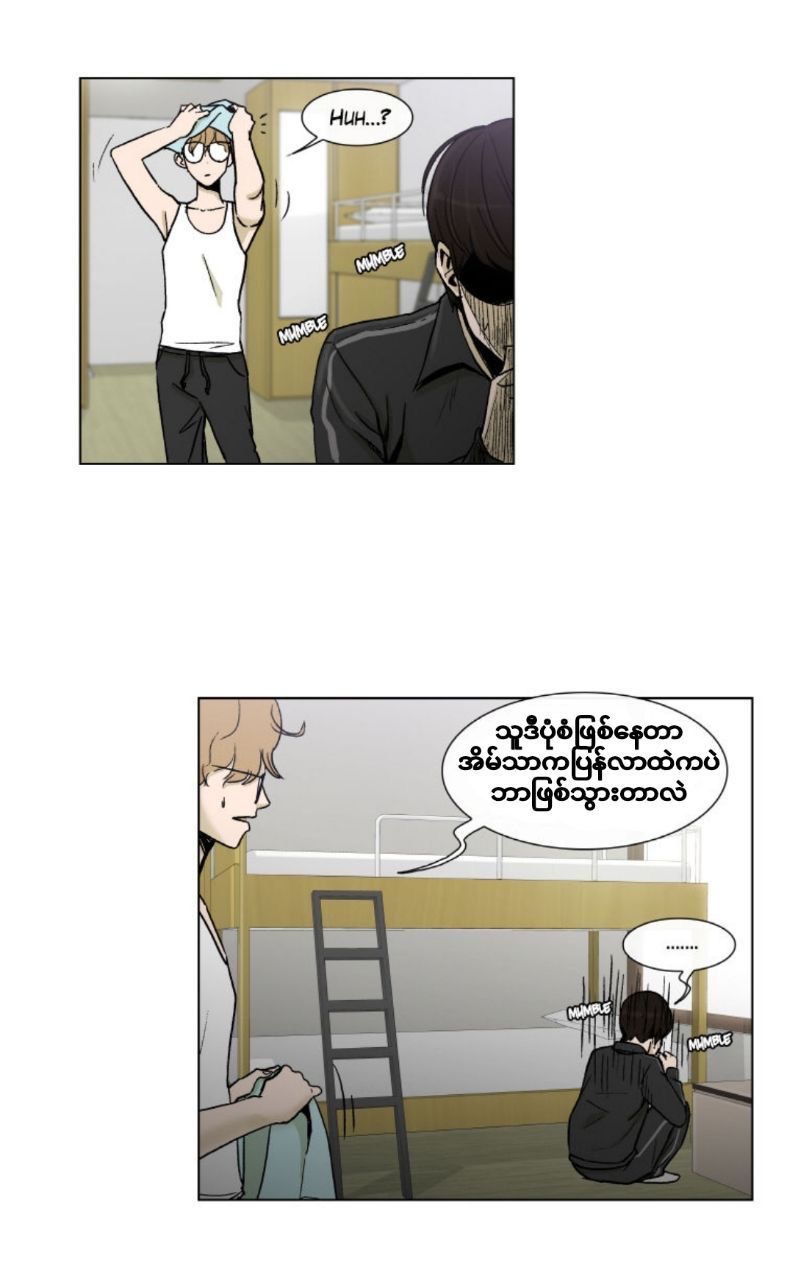 HUH...?
MUMBLE
MUMBLE
သူဒီပုံစံဖြစ်နေတာ
အိမ်သာကပြန်လာထဲကပဲ
ဘာဖြစ်သွားတာလဲ
.......
MUMBLE
MUMBLE